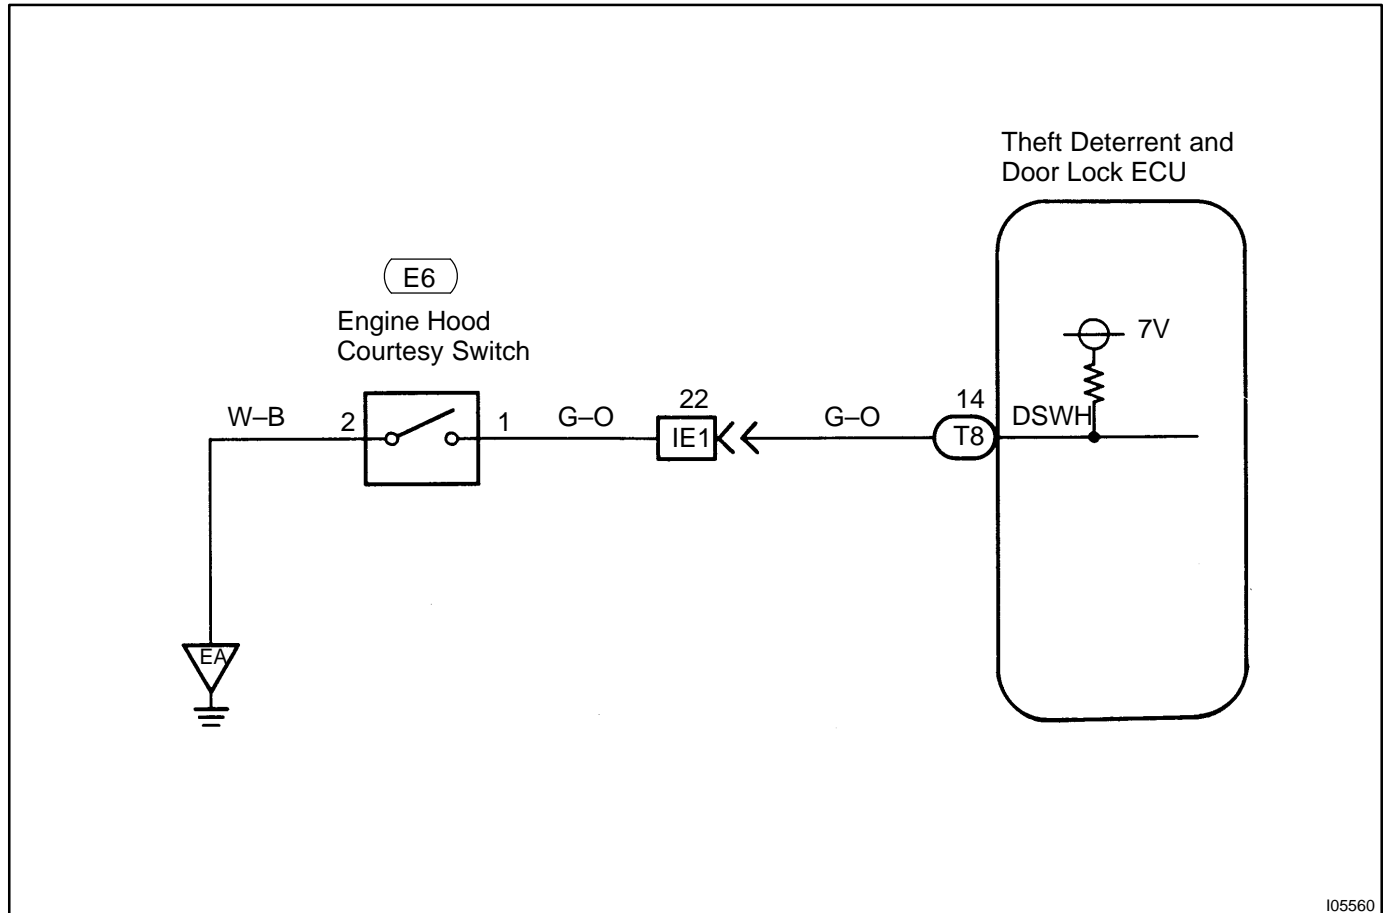 Theft Deterrent and
Door Lock ECU
E6
Engine Hood
Courtesy Switch
7V
W–B
2
1
G–O
22
IE1
G–O
14
T8
DSWH
EA
I05560